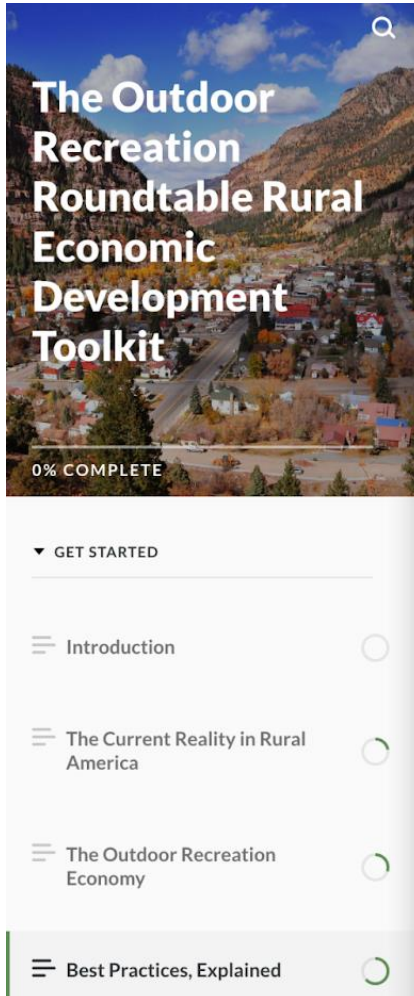 The Outdoor
Recreation
Roundtable Rural
Economic
Development
Toolkit
0% COMPLETE
GET STARTED
Introduction
The Current Reality in Rural
America
The Outdoor Recreation
Economy
Best Practices, Explained